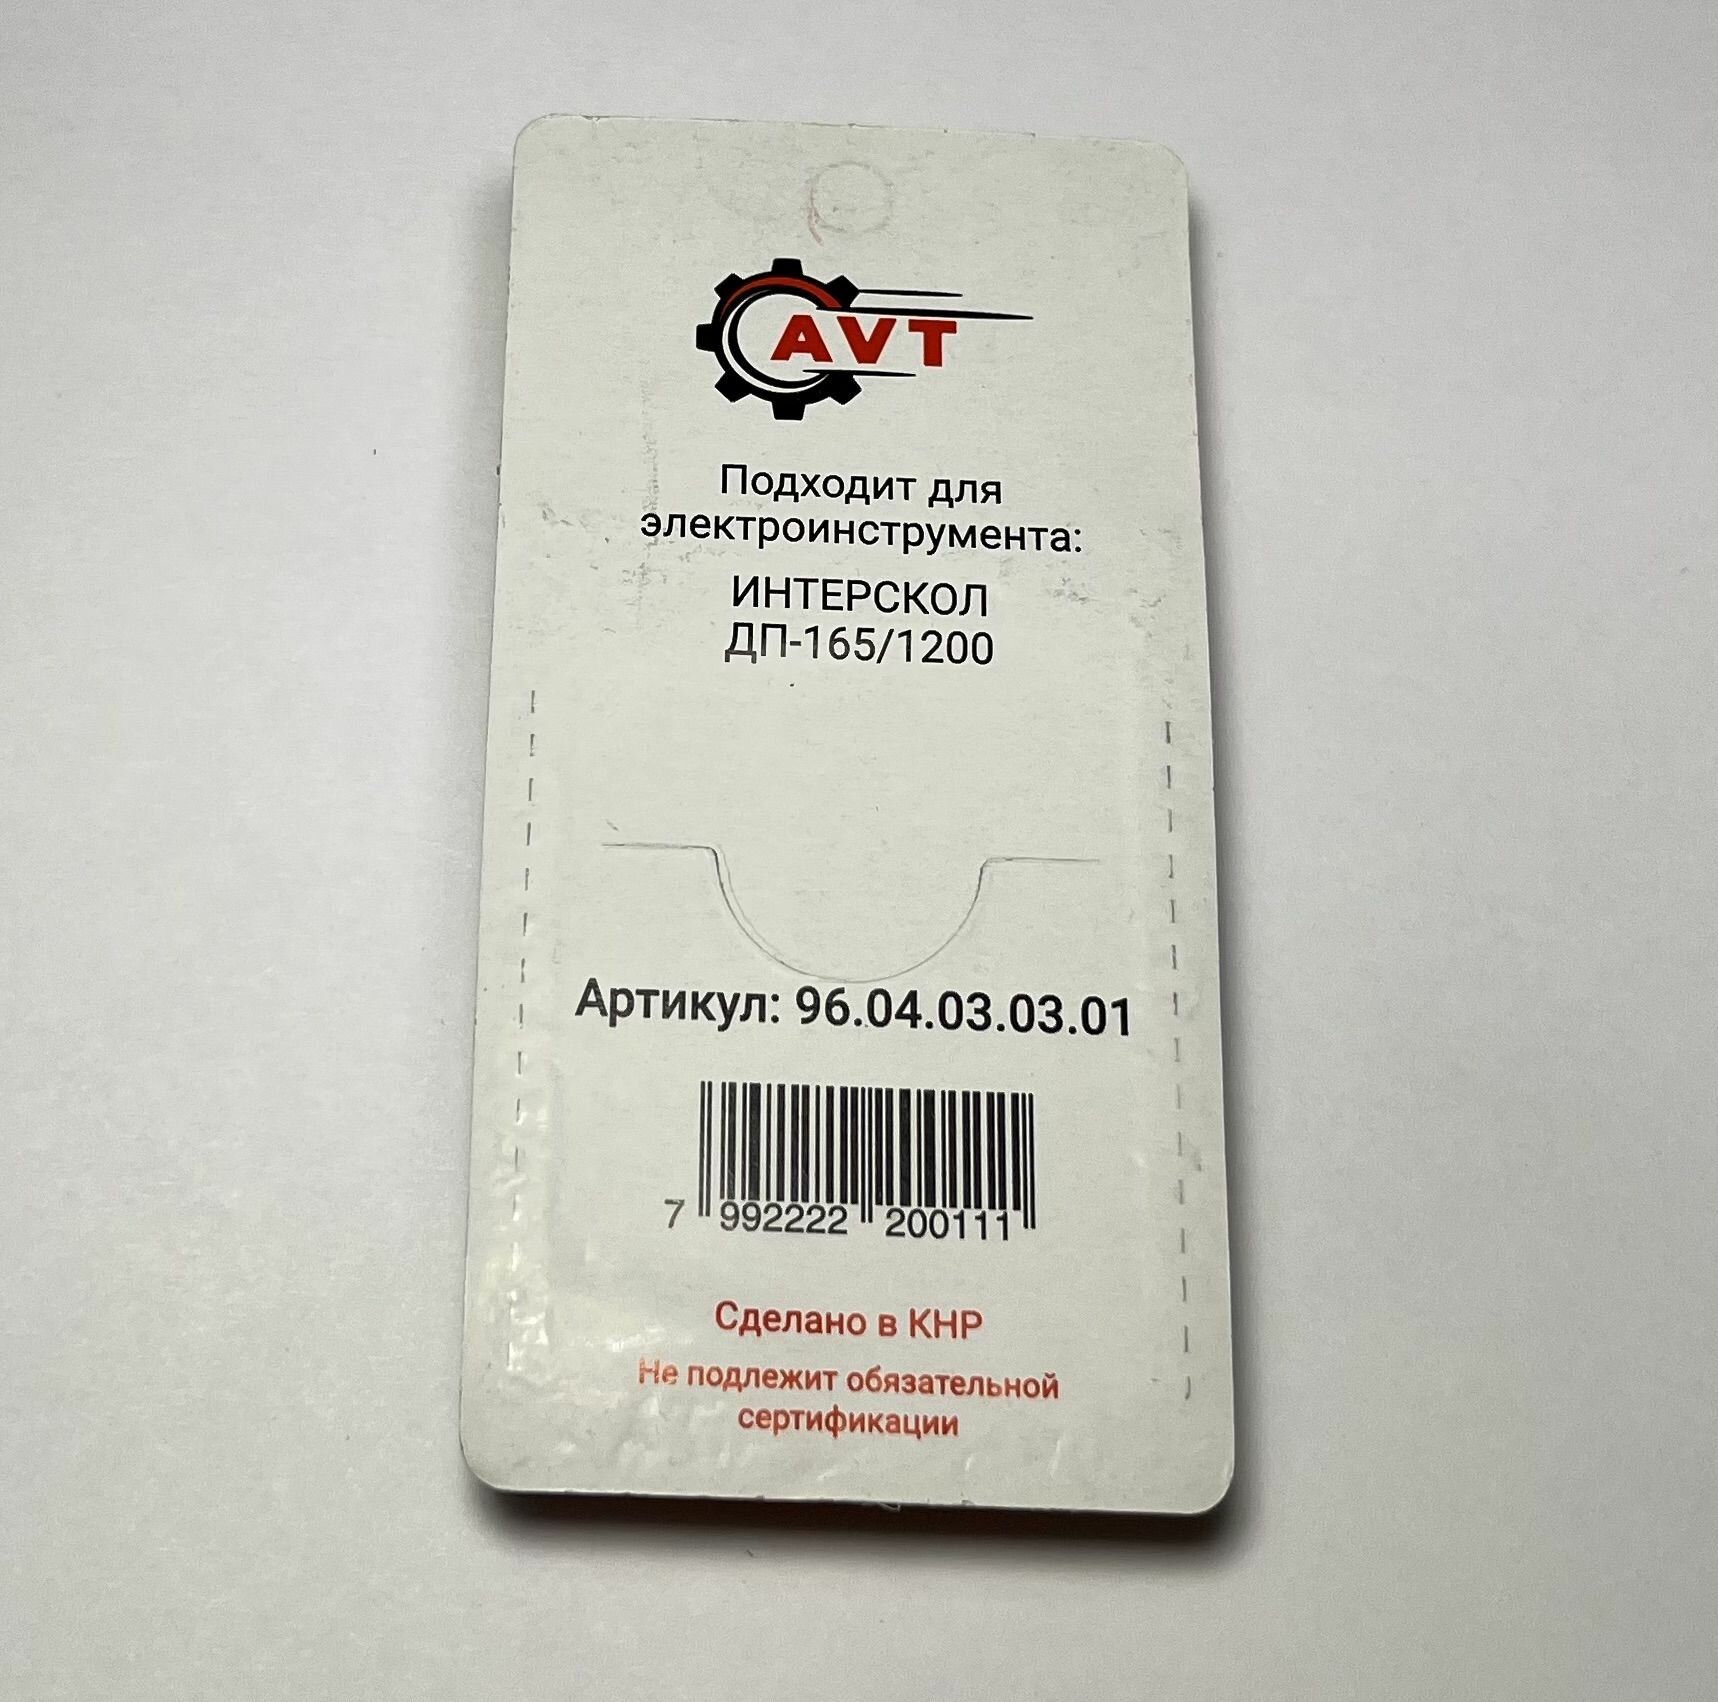 AVT
Подходит для
электроинструмента:
ИНТЕРСКОЛ
ДП-165/1200
Артикул: 96.04.03.03.01
7 992222 200111
Сделано в КНР
Не подлежит обязательной
сертификации